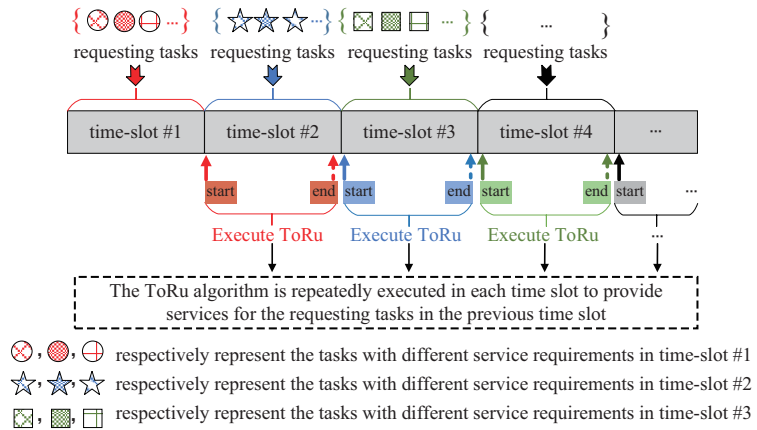 { ... } { ... } { ... } { ... }
requesting tasks requesting tasks requesting tasks requesting tasks
time-slot #1 time-slot #2 time-slot #3 time-slot #4 ...
start end start end start end start ...
Execute ToRu Execute ToRu Execute ToRu ...
The ToRu algorithm is repeatedly executed in each time slot to provide
services for the requesting tasks in the previous time slot
, , respectively represent the tasks with different service requirements in time-slot #1
, , respectively represent the tasks with different service requirements in time-slot #2
, , respectively represent the tasks with different service requirements in time-slot #3